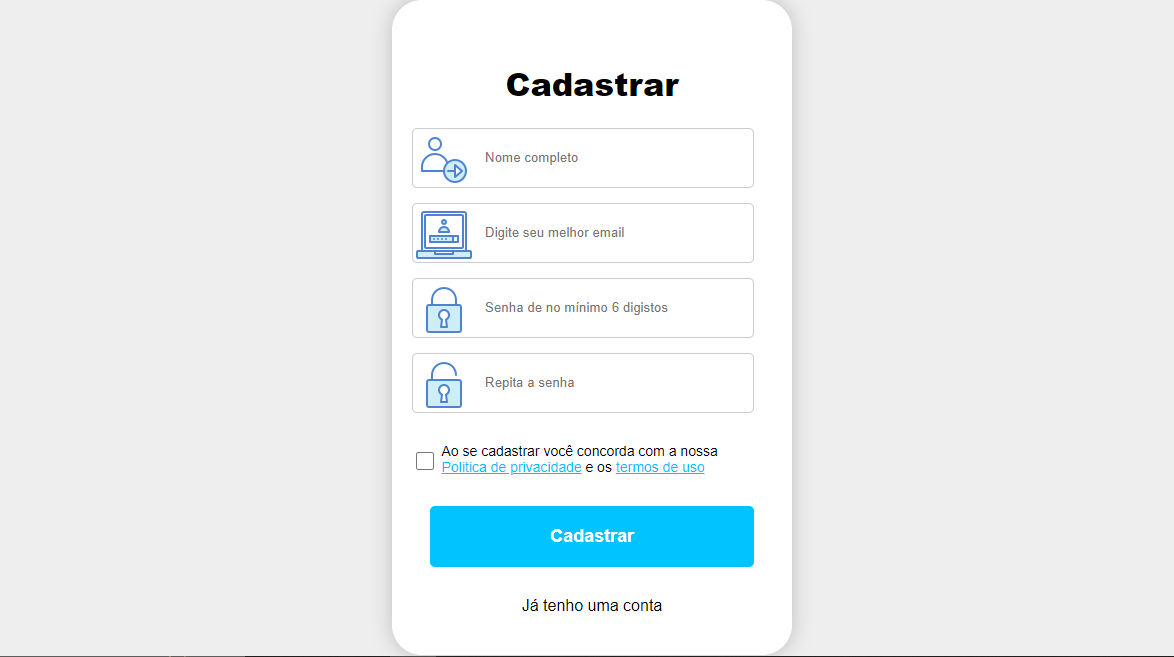 Cadastrar
Nome completo
Digite seu melhor email
Senha de no mínimo 6 digistos
Repita a senha
Ao se cadastrar você concorda com a nossa
Politica de privacidade e os termos de uso
Cadastrar
Já tenho uma conta